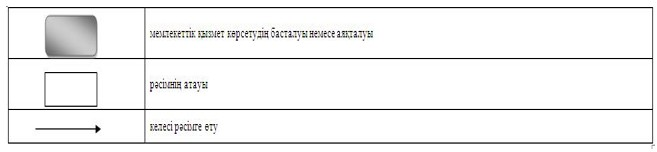 мемлекеттік қызмет көрсетудің басталуы немесе аяқталуы
рәсімнің атауы
келесі рәсімге өту